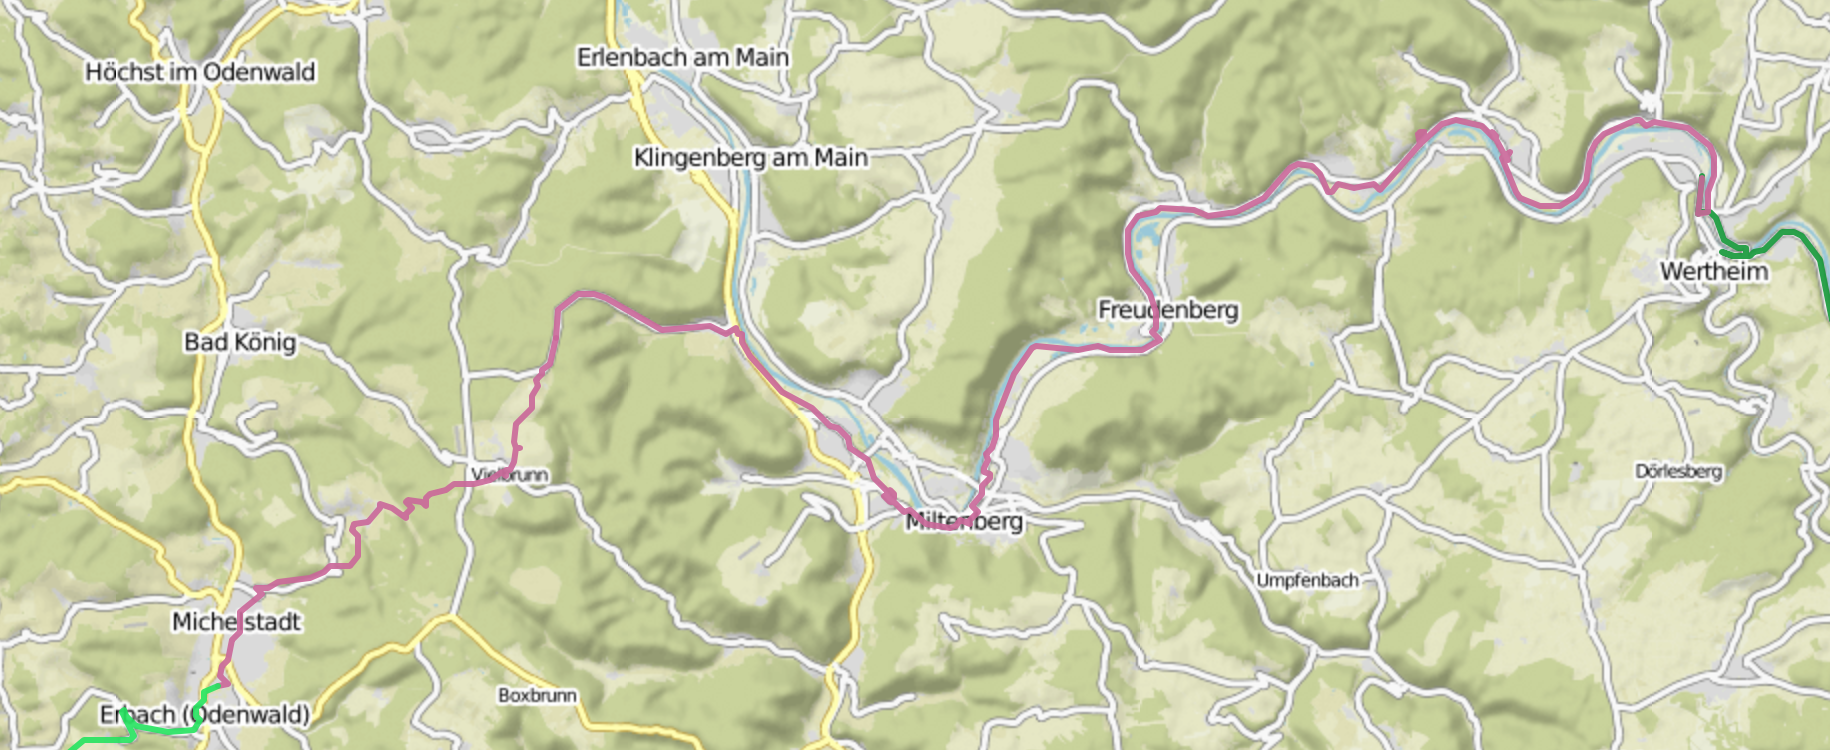 Erlenbach am Main
Höchst im Odenwald
Klingenberg am Main
Wertheim
Freudenberg
Bad König
Dörlesberg
Vielbrunn
Miltenberg
Umpfenbach
Michelstadt
Boxbrunn
Erbach (Odenwald)